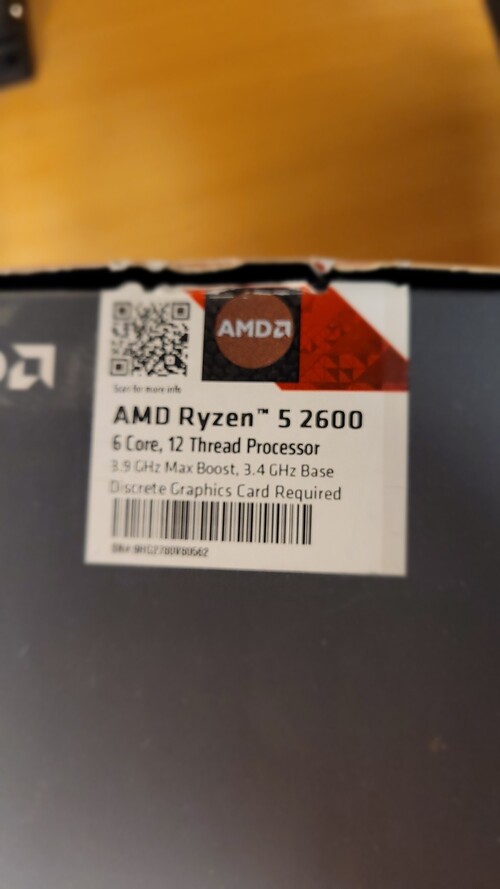 AMD
Scan for more info
AMD Ryzen™ 5 2600
6 Core, 12 Thread Processor
3.9 GHz Max Boost, 3.4 GHz Base
Discrete Graphics Card Required